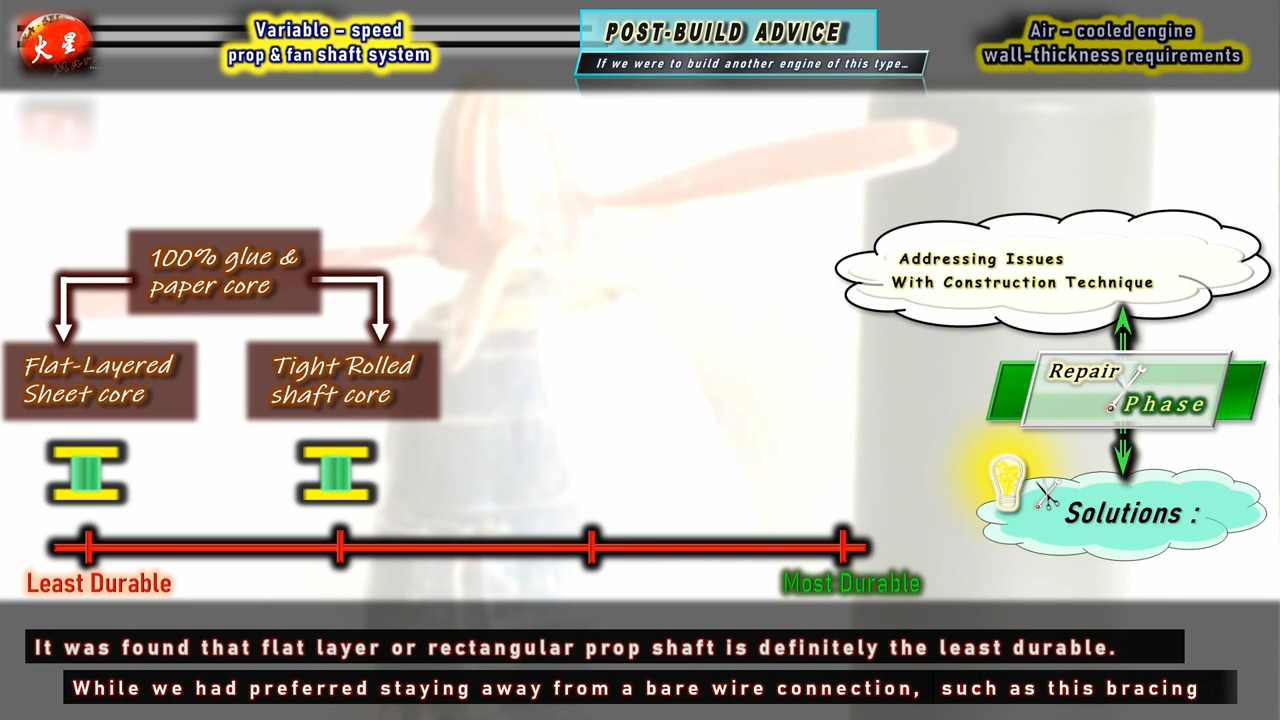 火星
Variable – speed
prop & fan shaft system
POST-BUILD ADVICE
If we were to build another engine of this type...
Air – cooled engine
wall-thickness requirements
100% glue &
paper core
Flat-Layered
Sheet core
Tight Rolled
shaft core
Addressing Issues
With Construction Technique
Repair
Phase
Solutions :
Least Durable
Most Durable
It was found that flat layer or rectangular prop shaft is definitely the least durable.
While we had preferred staying away from a bare wire connection, such as this bracing